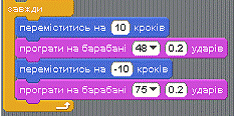 завжди
переміститись на 10 кроків
програти на барабані 48 0.2 ударів
переміститись на -10 кроків
програти на барабані 75 0.2 ударів